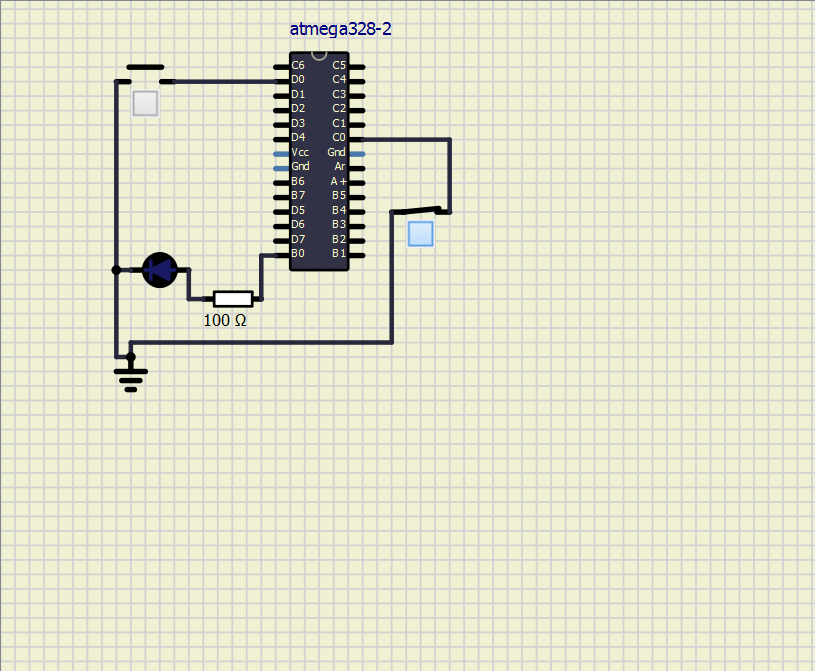 atmega328-2
C6 C5
D0 C4
D1 C3
D2 C2
D3 C1
D4 C0
Vcc Gnd
Gnd Ar
B6 A+
B7 B5
D5 B4
D6 B3
D7 B2
B0 B1
100 Ω